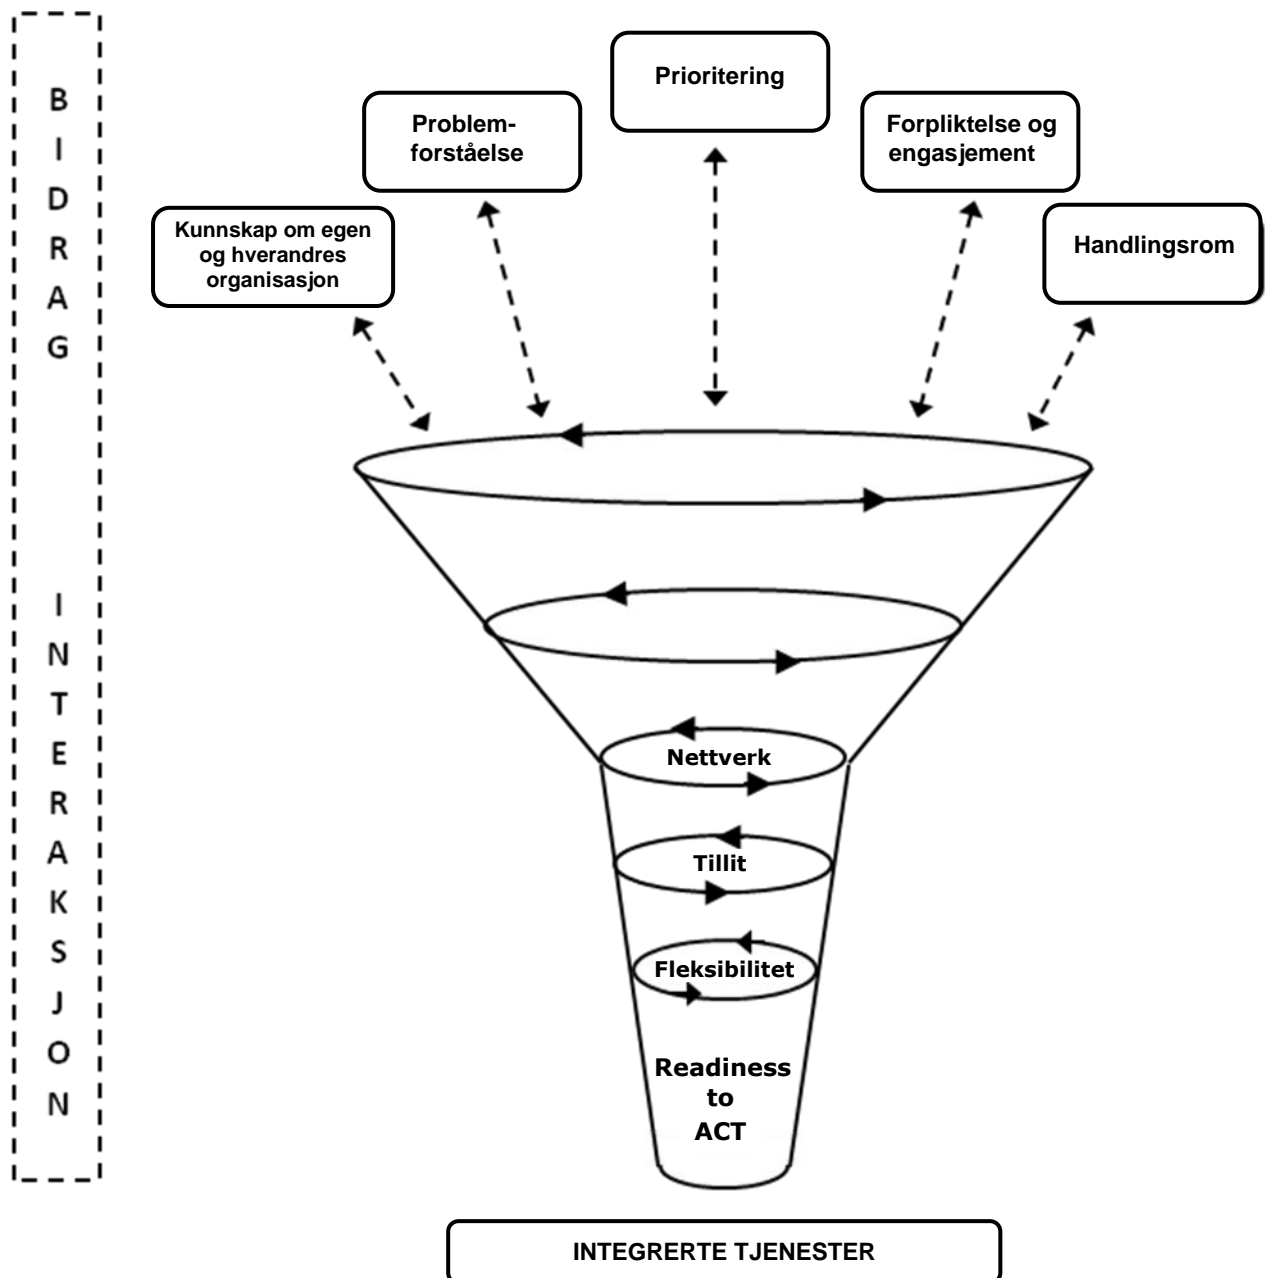 BIDRAG
INTERAKSJON
Prioritering
Problem-
forståelse
Forpliktelse og
engasjement
Kunnskap om egen
og hverandres
organisasjon
Handlingsrom
Nettverk
Tillit
Fleksibilitet
Readiness
to
ACT
INTEGRERTE TJENESTER